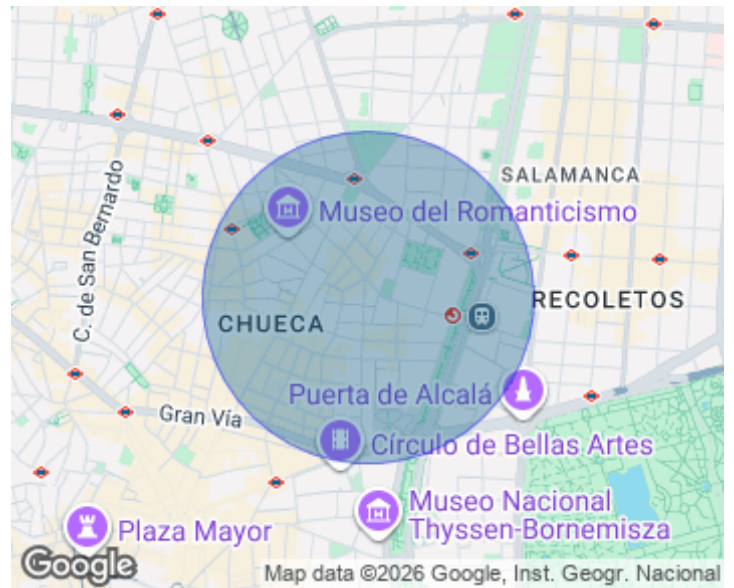 SALAMANCA
Museo del Romanticismo
C. de San Bernardo
RECOLETOS
CHUECA
Puerta de Alcalá
Gran Vía
Círculo de Bellas Artes
Museo Nacional
Thyssen-Bornemisza
Plaza Mayor
Google
Map data ©2026 Google, Inst. Geogr. Nacional